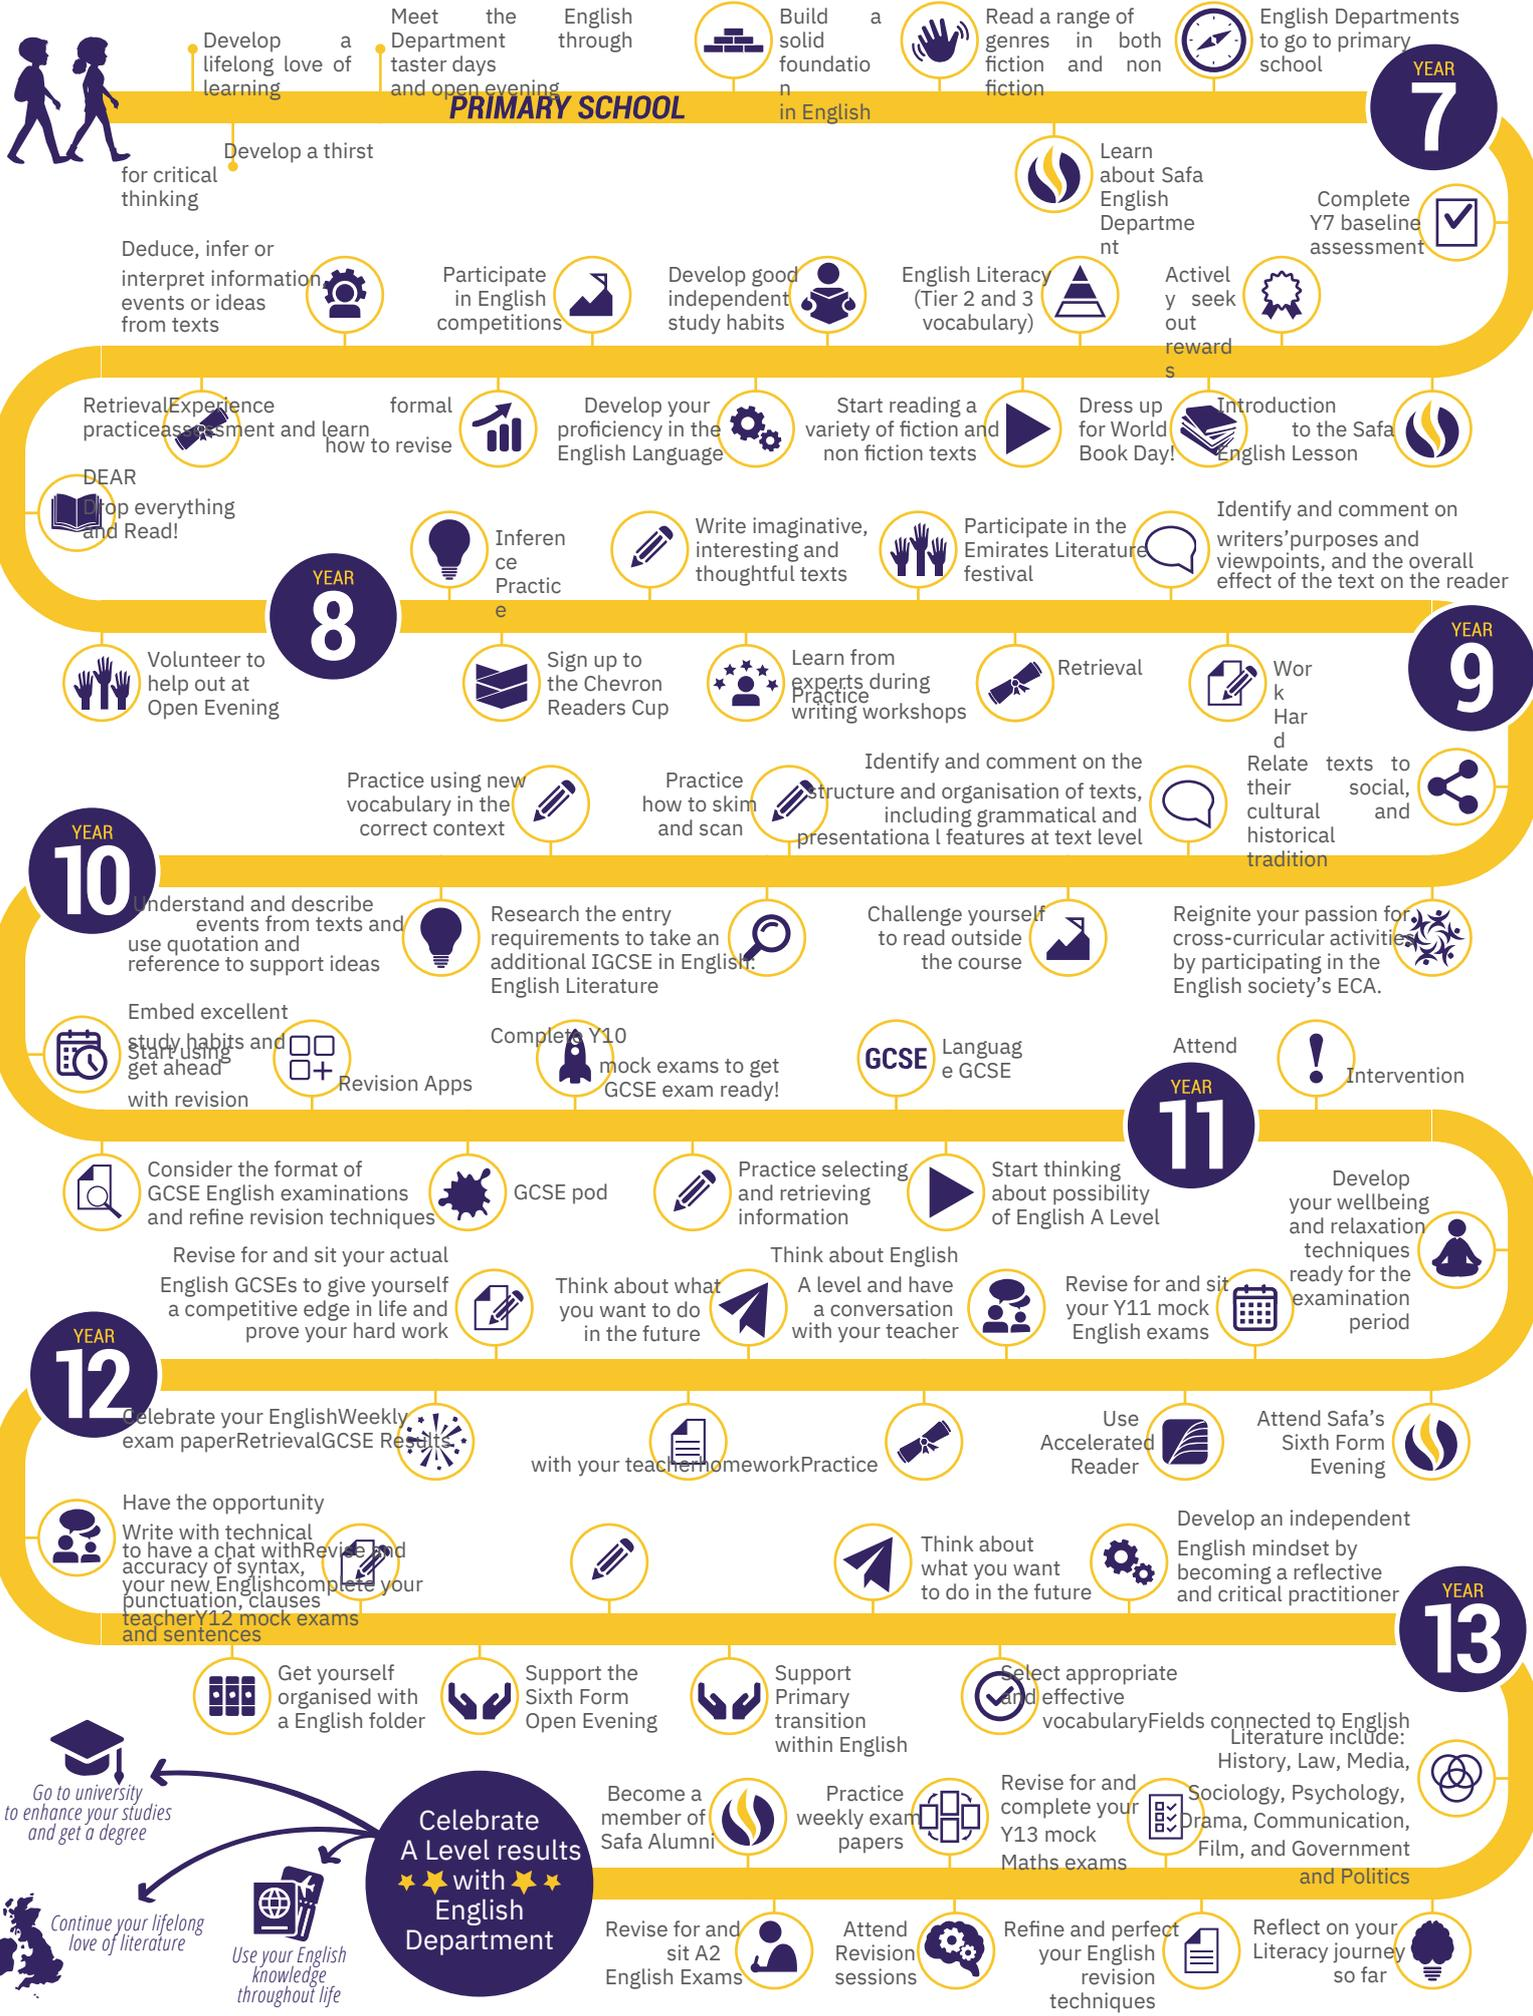 Develop a
lifelong love of
learning
Meet the English
Department through
taster days
and open evening
Build a
solid
foundatio
n
in English
Read a range of
genres in both
fiction and non
fiction
English Departments
to go to primary
school
PRIMARY SCHOOL
YEAR
7
Develop a thirst
for critical
thinking
Learn
about Safa
English
Departme
nt
Complete
Y7 baseline
assessment
Deduce, infer or
interpret information,
events or ideas
from texts
Participate
in English
competitions
Develop good
independent
study habits
English Literacy
(Tier 2 and 3
vocabulary)
Activel
y seek
out
reward
s
RetrievalExperience formal
practiceassessment and learn
how to revise
Develop your
proficiency in the
English Language
Start reading a
variety of fiction and
non fiction texts
Dress up
for World
Book Day!
Introduction
to the Safa
English Lesson
DEAR
Drop everything
and Read!
Inferen
ce
Practic
e
Write imaginative,
interesting and
thoughtful texts
Participate in the
Emirates Literature
festival
Identify and comment on
writers'purposes and
viewpoints, and the overall
effect of the text on the reader
YEAR
8
YEAR
9
Volunteer to
help out at
Open Evening
Sign up to
the Chevron
Readers Cup
Learn from
experts during
Practice
writing workshops
Retrieval
Wor
k
Har
d
Practice using new
vocabulary in the
correct context
Practice
how to skim
and scan
Identify and comment on the
structure and organisation of texts,
including grammatical and
presentationa l features at text level
Relate texts to
their social,
cultural and
historical
tradition
YEAR
10
Understand and describe
events from texts and
use quotation and
reference to support ideas
Research the entry
requirements to take an
additional IGCSE in English:
English Literature
Challenge yourself
to read outside
the course
Reignite your passion for
cross-curricular activities
by participating in the
English society's ECA.
Embed excellent
study habits and
Start using
get ahead
with revision
Revision Apps
Complete Y10
mock exams to get
GCSE exam ready!
GCSE
Languag
e GCSE
Attend
Intervention
YEAR
11
Consider the format of
GCSE English examinations
and refine revision techniques
GCSE pod
Practice selecting
and retrieving
information
Start thinking
about possibility
of English A Level
Develop
your wellbeing
and relaxation
techniques
ready for the
examination
period
Revise for and sit your actual
English GCSEs to give yourself
a competitive edge in life and
prove your hard work
Think about what
you want to do
in the future
Think about English
A level and have
a conversation
with your teacher
Revise for and sit
your Y11 mock
English exams
YEAR
12
Celebrate your EnglishWeekly
exam paperRetrievalGCSE Results
with your teacherhomeworkPractice
Use
Accelerated
Reader
Attend Safa's
Sixth Form
Evening
Have the opportunity
Write with technical
to have a chat withRevise and
accuracy of syntax,
your new Englishcomplete your
punctuation, clauses
teacherY12 mock exams
and sentences
Think about
what you want
to do in the future
Develop an independent
English mindset by
becoming a reflective
and critical practitioner
YEAR
13
Get yourself
organised with
a English folder
Support the
Sixth Form
Open Evening
Support
Primary
transition
within English
Select appropriate
and effective
vocabularyFields connected to English
Literature include:
History, Law, Media,
Sociology, Psychology,
Drama, Communication,
Film, and Government
and Politics
Go to university
to enhance your studies
and get a degree
Become a
member of
Safa Alumni
Practice
weekly exam
papers
Revise for and
complete your
Y13 mock
Maths exams
Celebrate
A Level results
with
English
Department
Continue your lifelong
love of literature
Use your English
knowledge
throughout life
Revise for and
sit A2
English Exams
Attend
Revision
sessions
Refine and perfect
your English
revision
techniques
Reflect on your
Literacy journey
so far